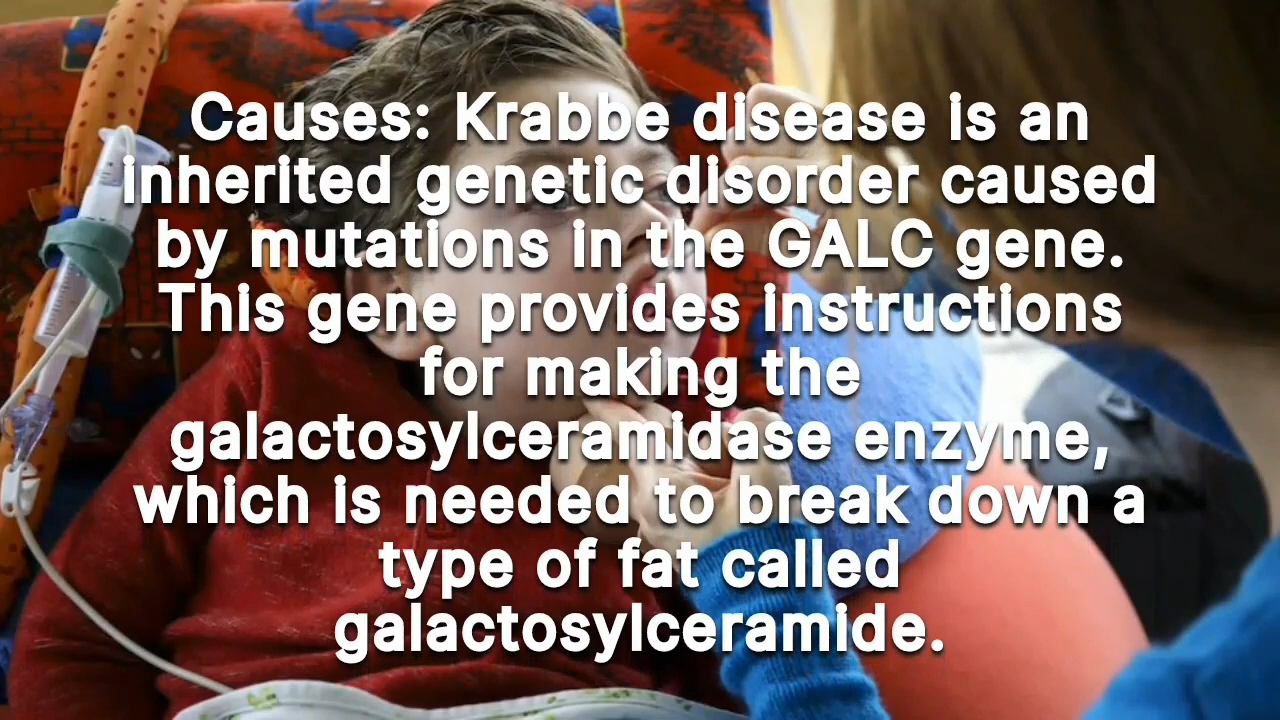 Causes: Krabbe disease is an
inherited genetic disorder caused
by mutations in the GALC gene.
This gene provides instructions
for making the
galactosylceramidase enzyme,
which is needed to break down a
type of fat called
galactosylceramide.